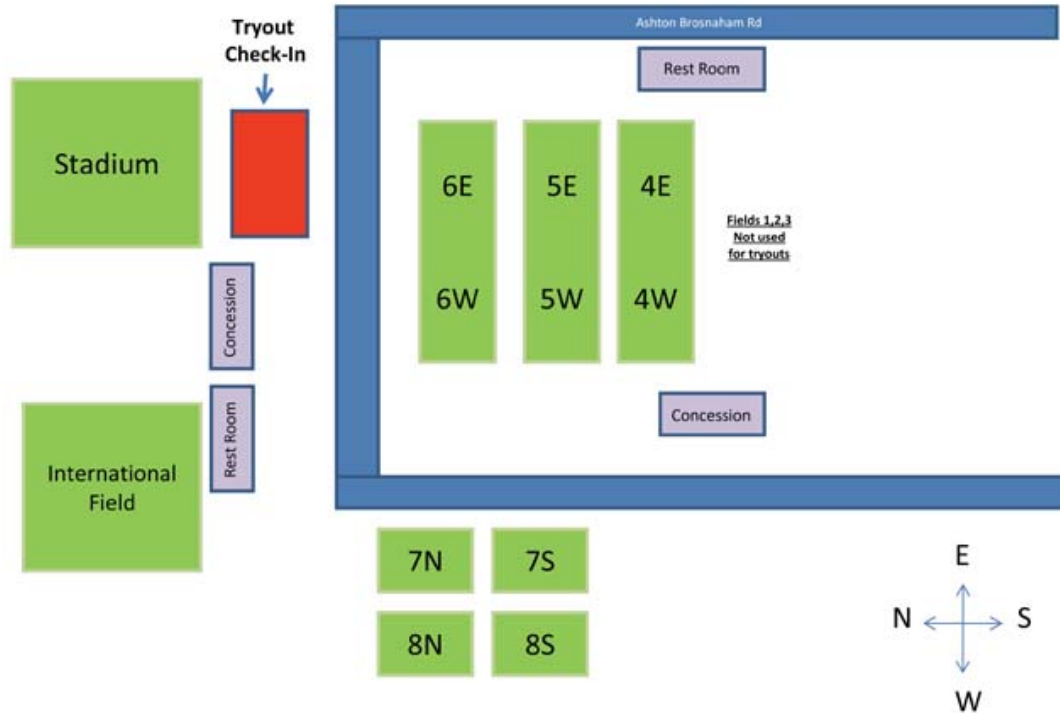 Ashton Brosnaham Rd
Tryout
Check-In
Rest Room
Stadium
6E
5E
4E
Fields 1,2,3
Not used
for tryouts
Concession
6W
5W
4W
Rest Room
Concession
International
Field
7N
7S
8N
8S
E
N
S
W